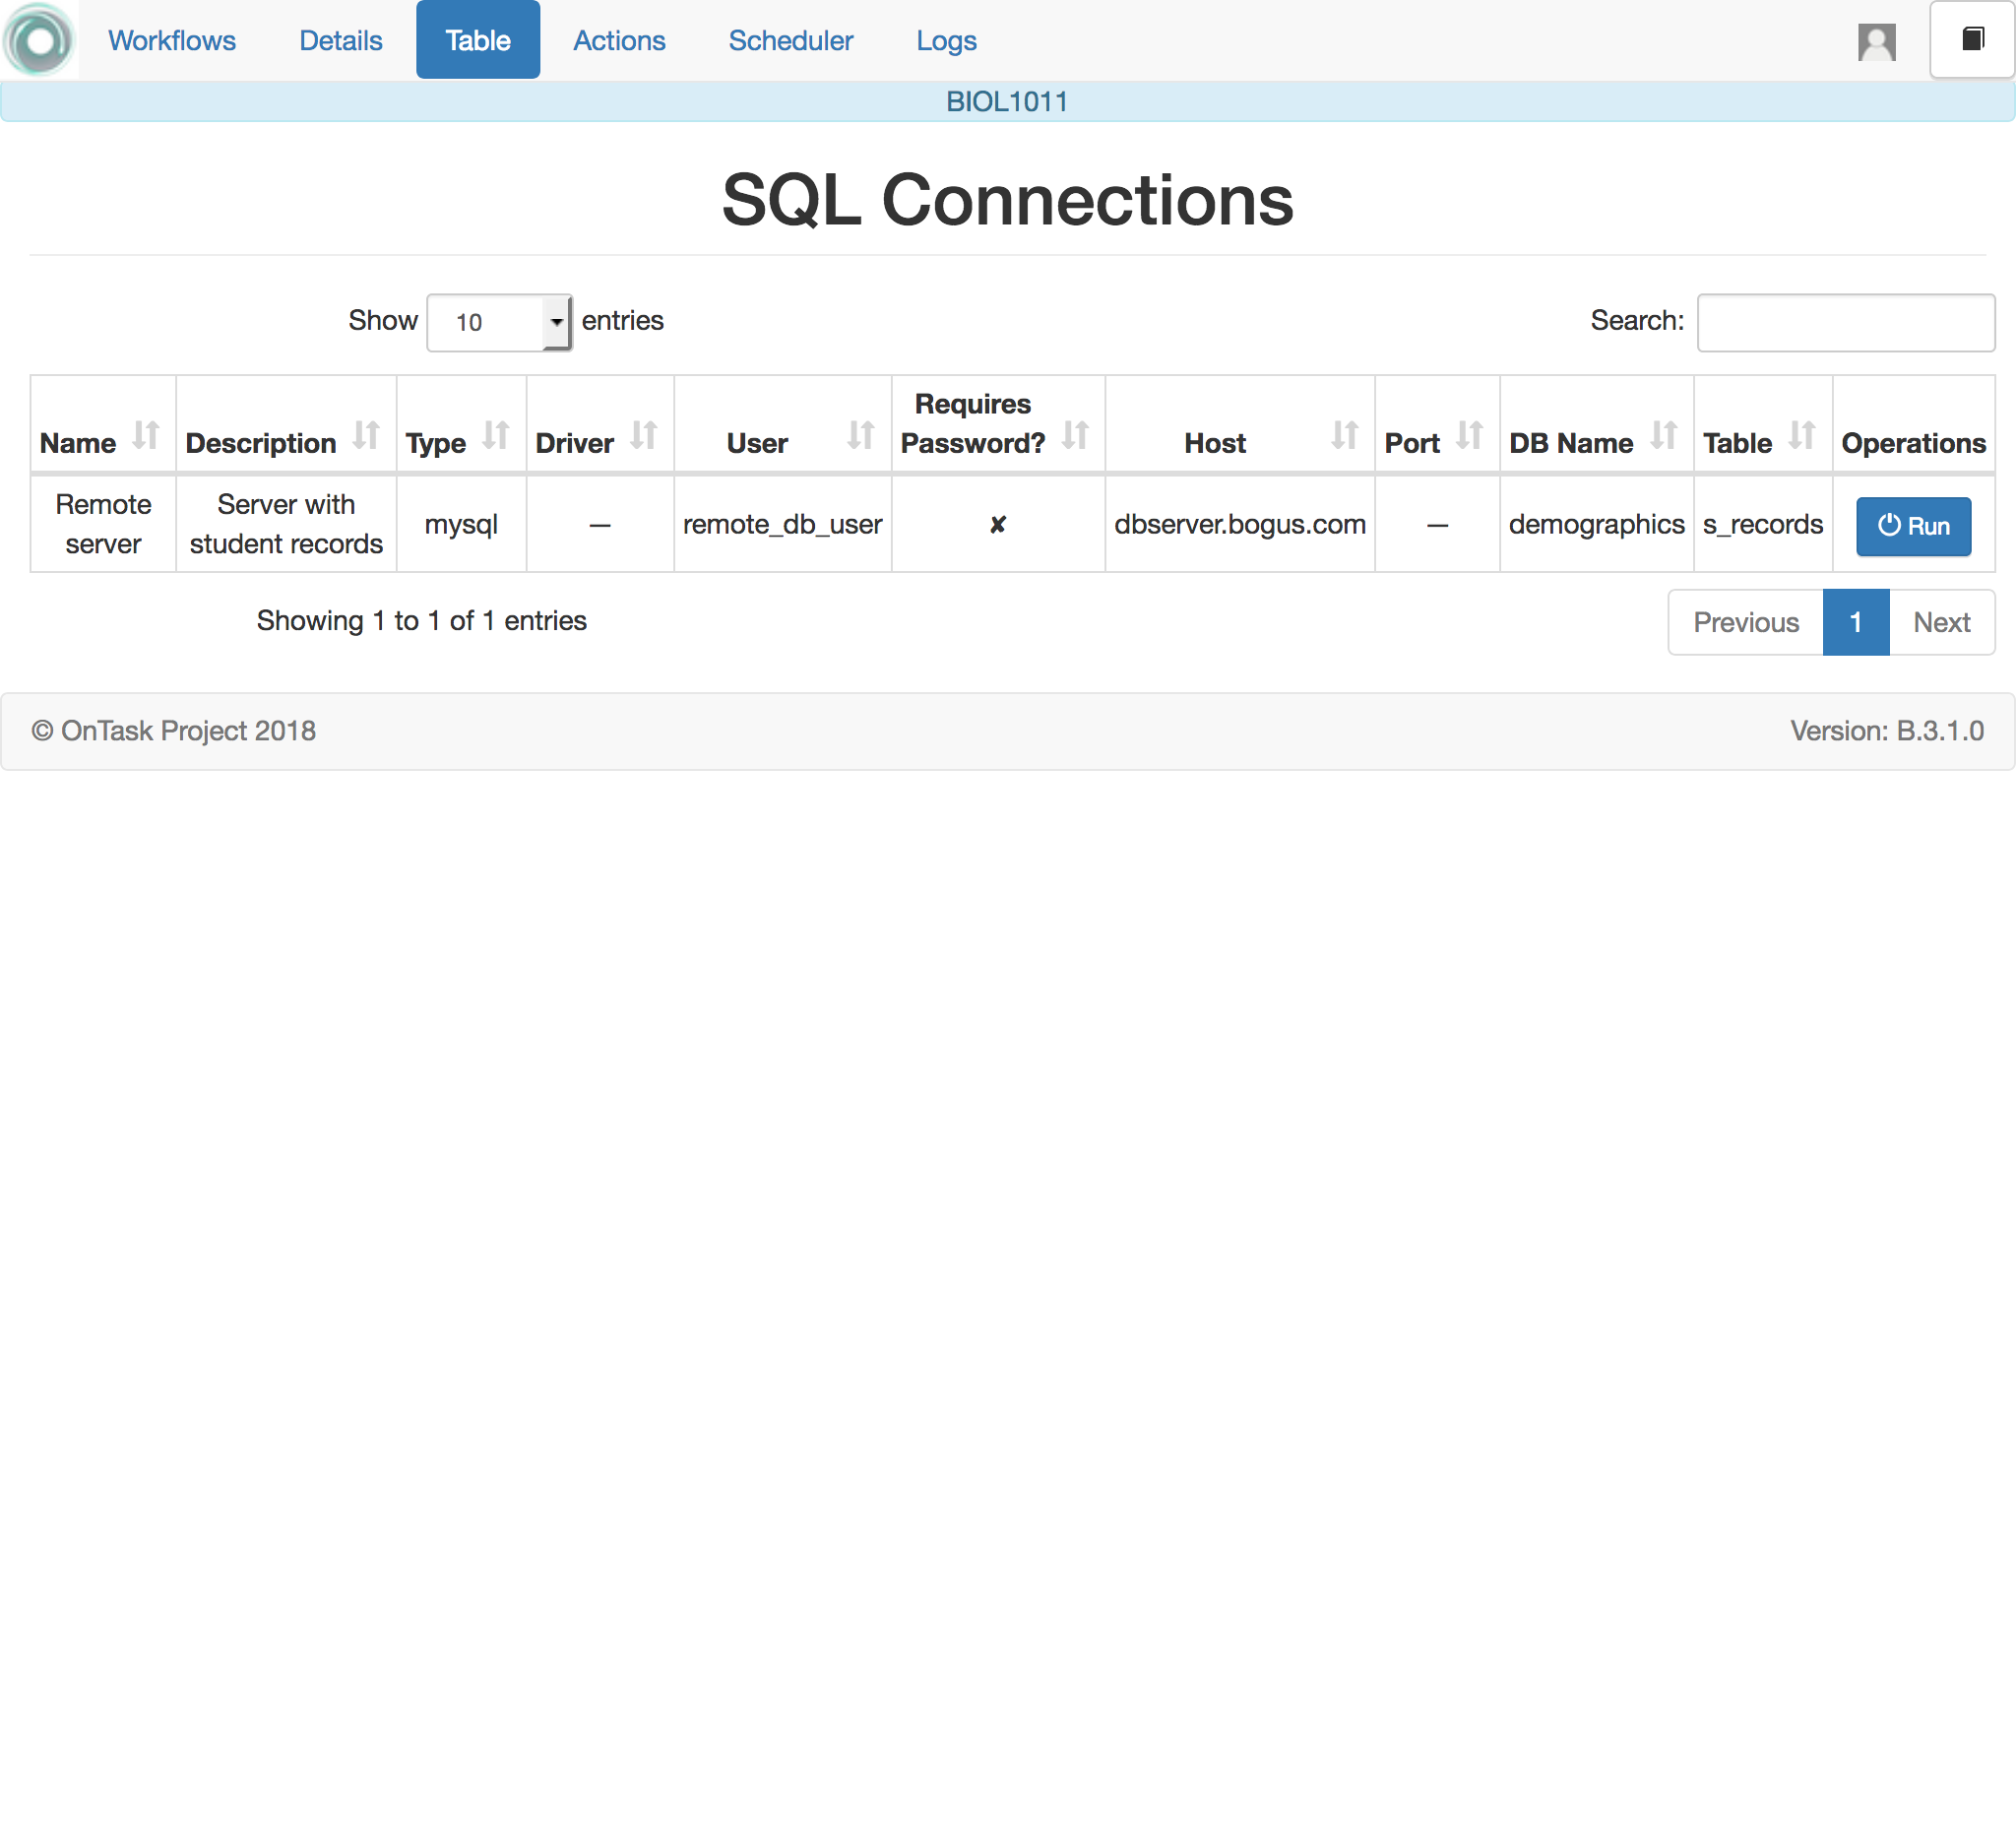 Workflows Details Table Actions Scheduler Logs
BIOL1011
SQL Connections
Show 10 entries Search:
Name Description Type Driver User Requires Password? Host Port DB Name Table Operations
Remote server Server with student records mysql — remote_db_user ✘ dbserver.bogus.com — demographics s_records Run
Showing 1 to 1 of 1 entries Previous 1 Next
© OnTask Project 2018 Version: B.3.1.0